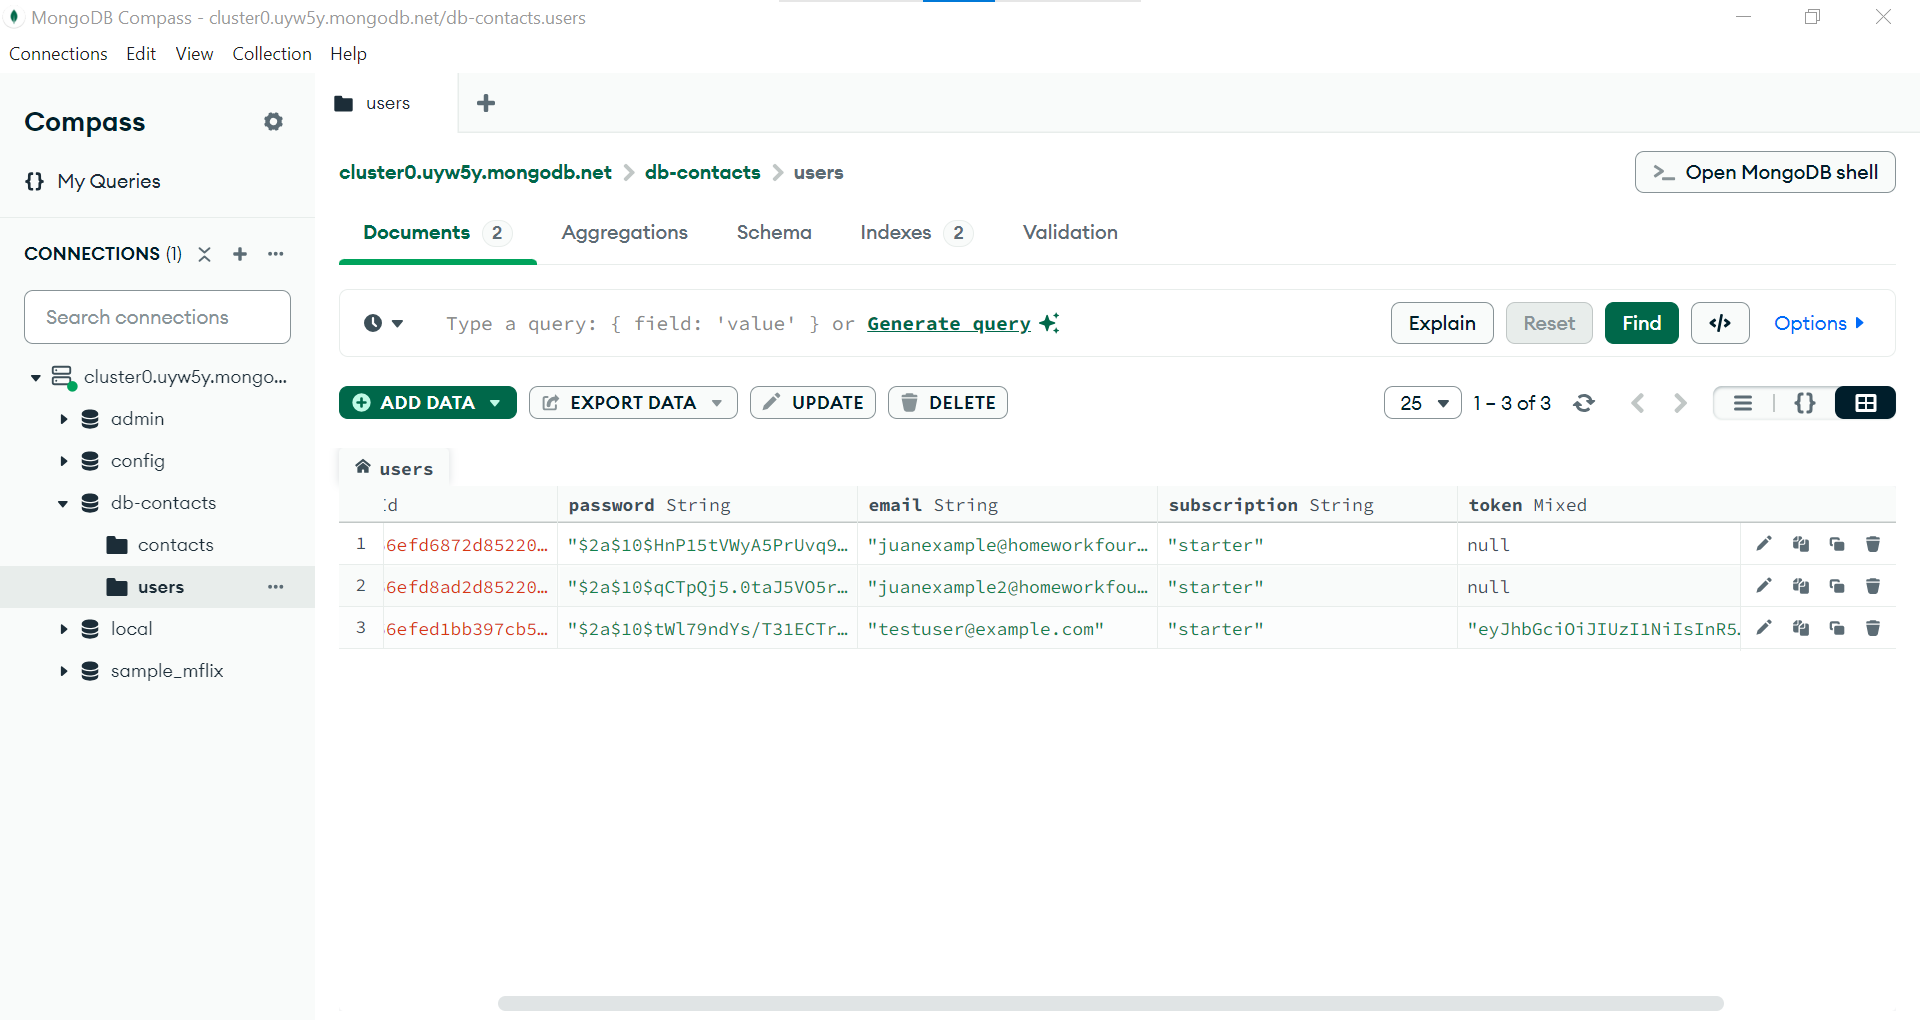 MongoDB Compass - cluster0.uyw5y.mongodb.net/db-contacts.users
Connections Edit View Collection Help
Compass
{} My Queries
CONNECTIONS (1)
Search connections
cluster0.uyw5y.mongo...
admin
config
db-contacts
contacts
users
local
sample_mflix
users
cluster0.uyw5y.mongodb.net > db-contacts > users
>_ Open MongoDB shell
Documents 2 Aggregations Schema Indexes 2 Validation
Type a query: { field: 'value' } or Generate query
Explain Reset Find </> Options
ADD DATA EXPORT DATA UPDATE DELETE
25 1 – 3 of 3 {}
users
id password String email String subscription String token Mixed
1 6efd6872d85220... "$2a$10$HnP15tVWyA5PrUvq9... "juanexample@homeworkfour... "starter" null
2 6efd8ad2d85220... "$2a$10$qCTpQj5.0taJ5VO5r... "juanexample2@homeworkfou... "starter" null
3 6efed1bb397cb5... "$2a$10$tWl79ndYs/T31ECTr... "testuser@example.com" "starter" "eyJhbGciOiJIUzI1NiIsInR5.